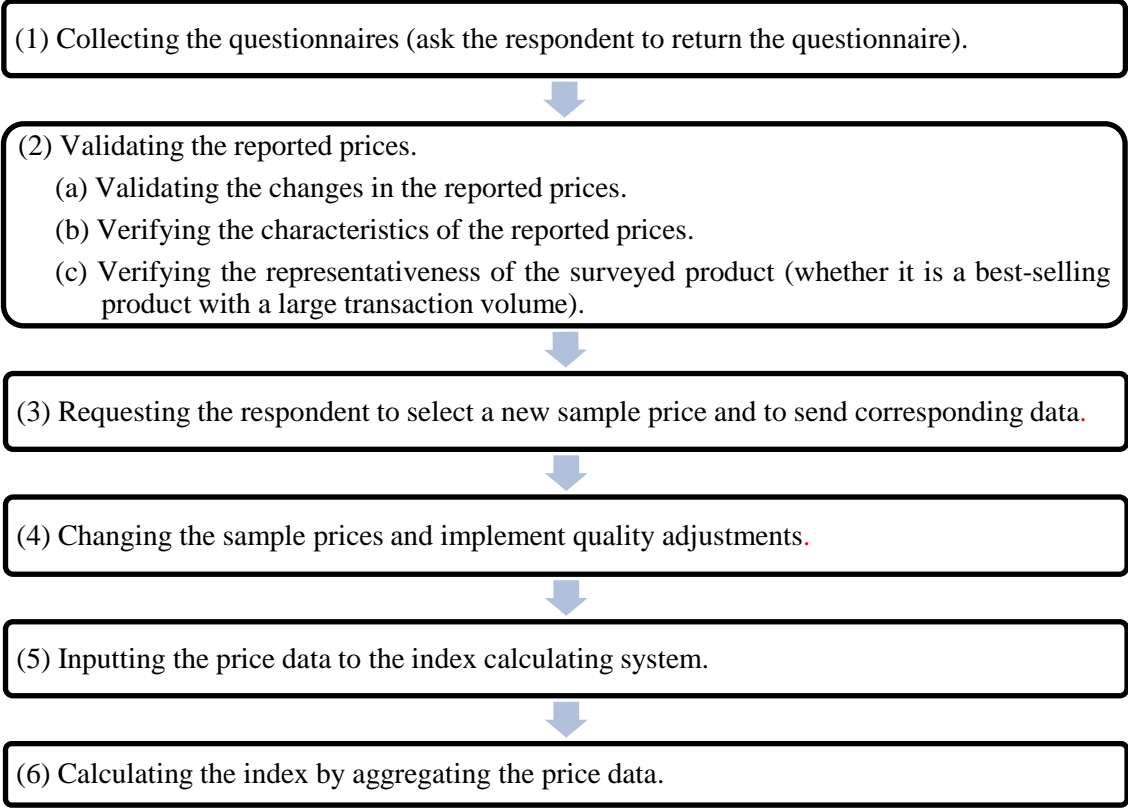 (1) Collecting the questionnaires (ask the respondent to return the questionnaire).
(2) Validating the reported prices.
(a) Validating the changes in the reported prices.
(b) Verifying the characteristics of the reported prices.
(c) Verifying the representativeness of the surveyed product (whether it is a best-selling
product with a large transaction volume).
(3) Requesting the respondent to select a new sample price and to send corresponding data.
(4) Changing the sample prices and implement quality adjustments.
(5) Inputting the price data to the index calculating system.
(6) Calculating the index by aggregating the price data.